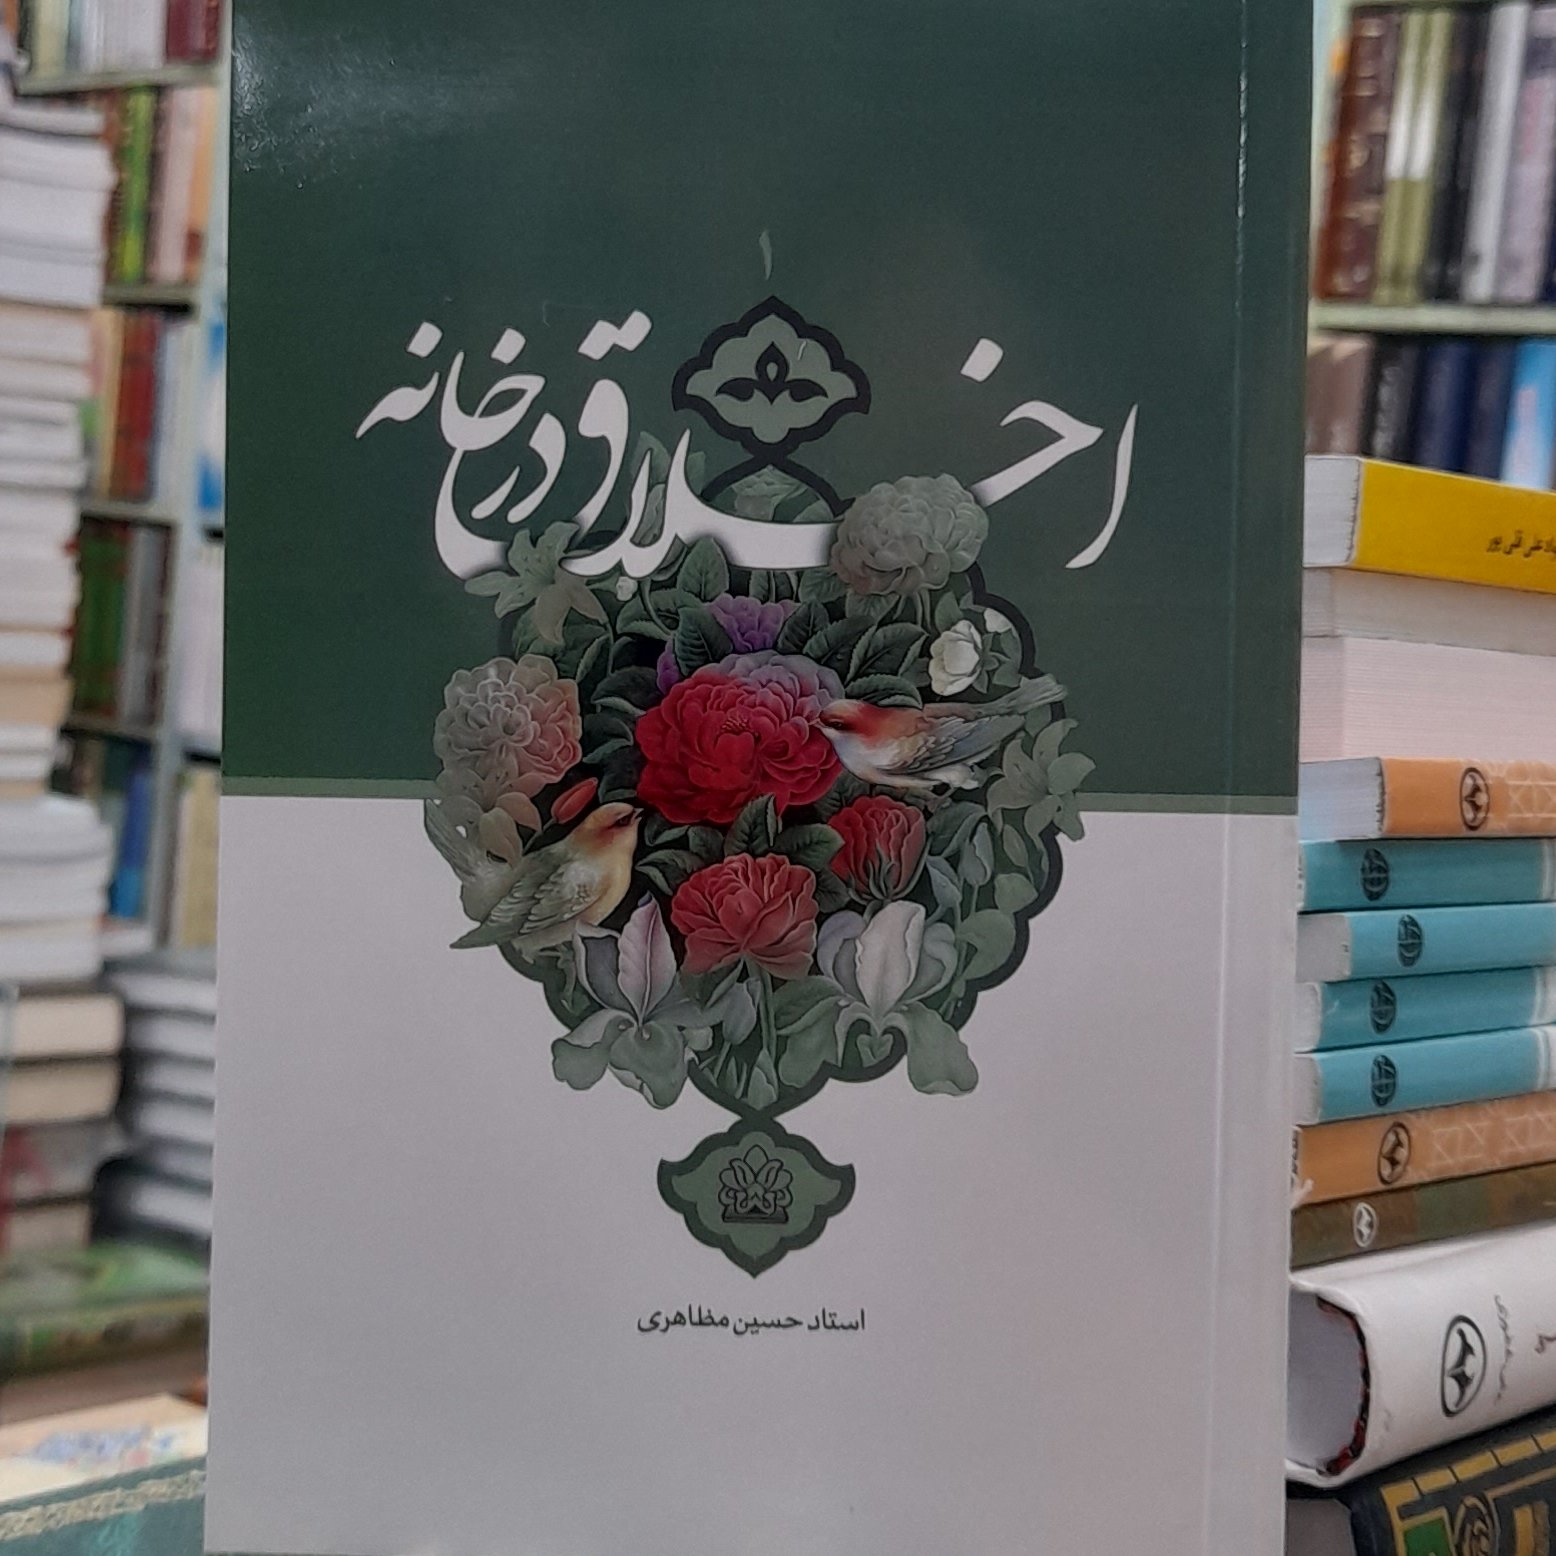 اخلاق در خانه
استاد حسین مظاهری